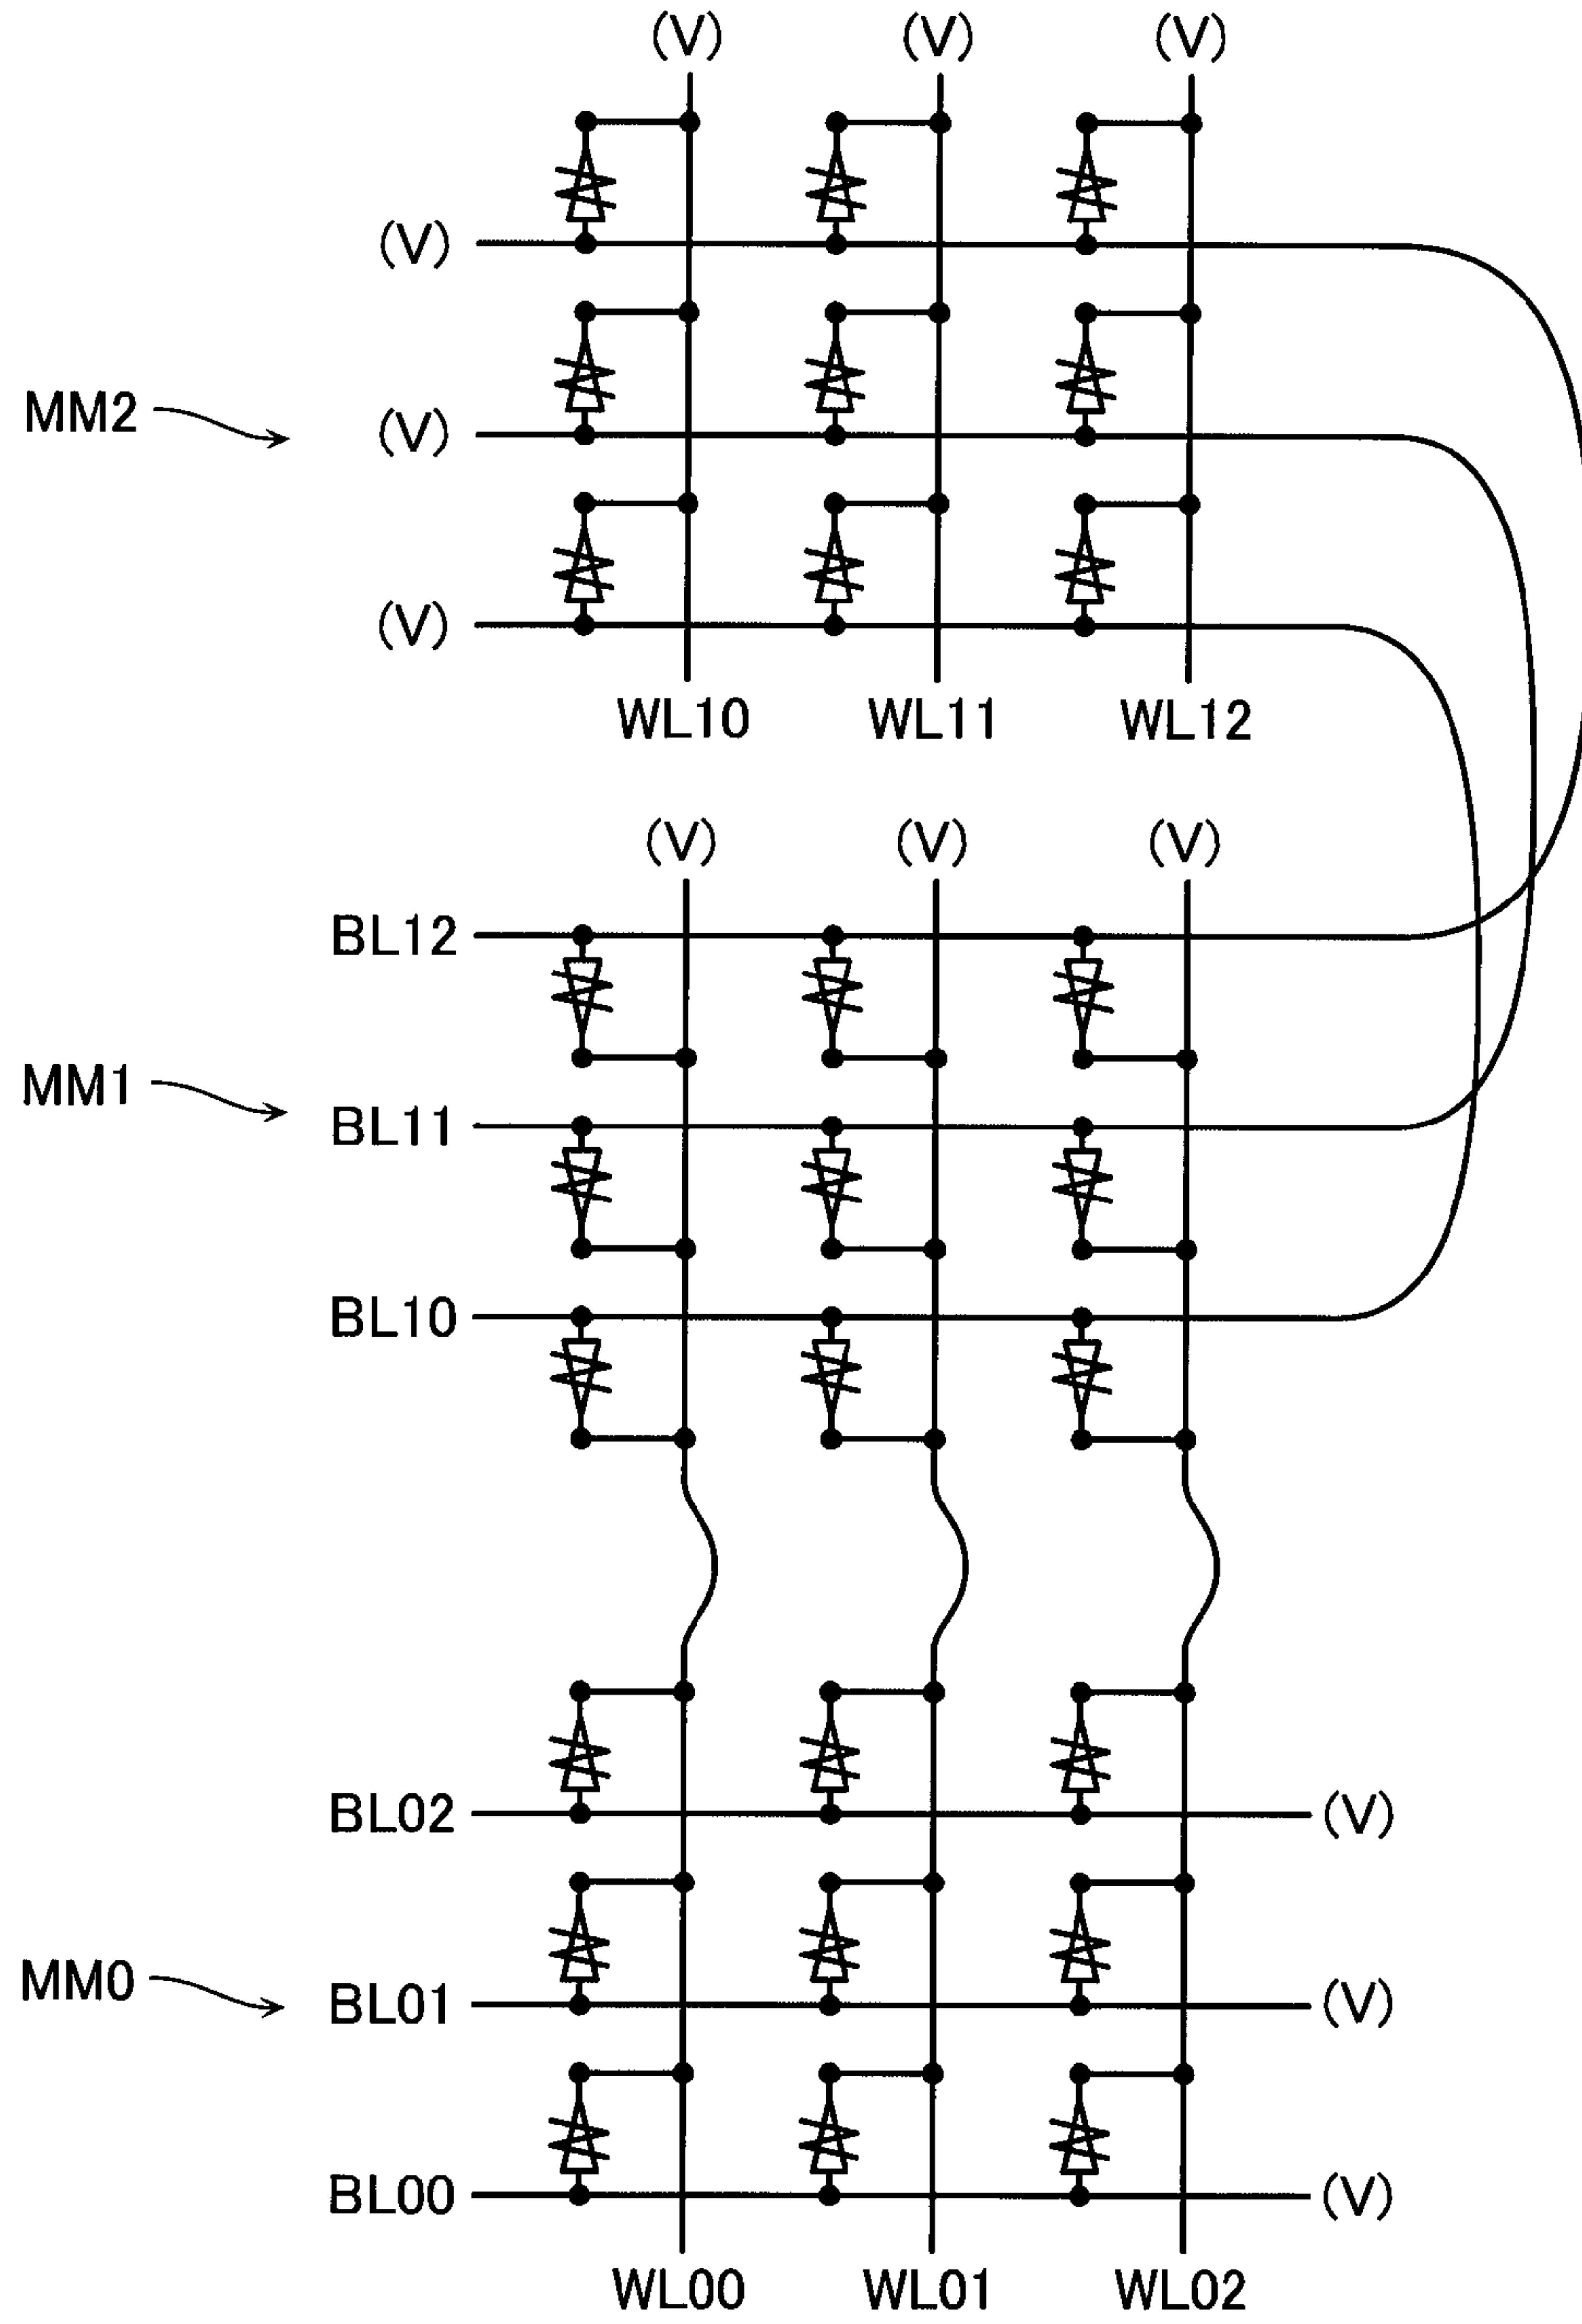 (V) (V) (V)
(V)
MM2 (V)
(V)
WL10 WL11 WL12
(V) (V) (V)
BL12
MM1
BL11
BL10
BL02 (V)
MM0 BL01 (V)
BL00 (V)
WL00 WL01 WL02